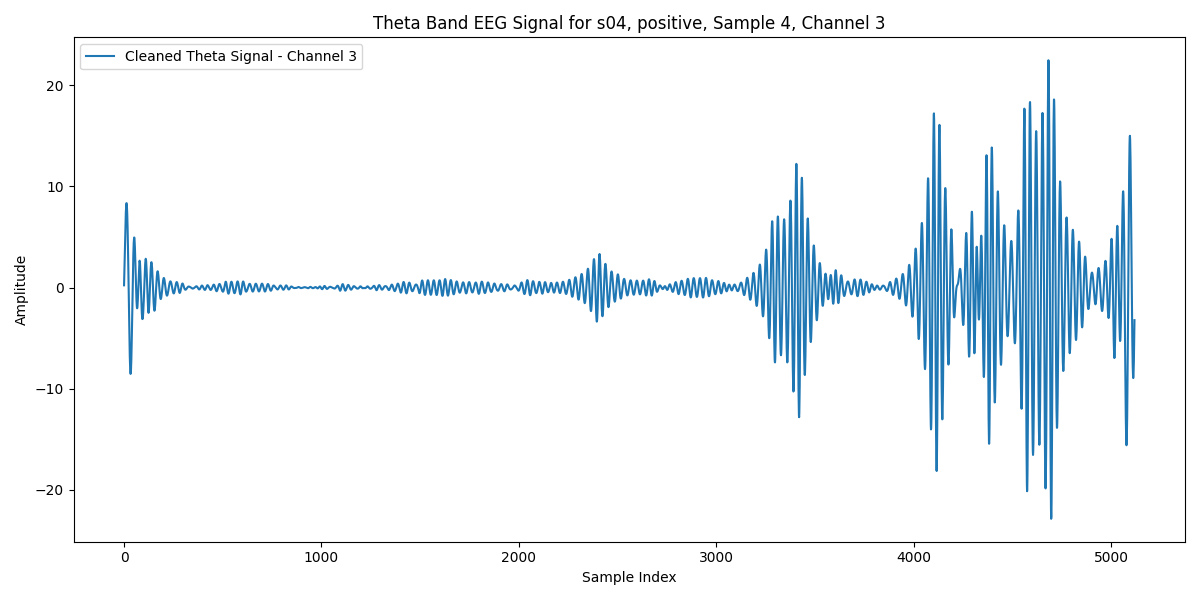 Theta Band EEG Signal for s04, positive, Sample 4, Channel 3
Cleaned Theta Signal - Channel 3
Amplitude
20
10
0
−10
−20
0
1000
2000
3000
4000
5000
Sample Index